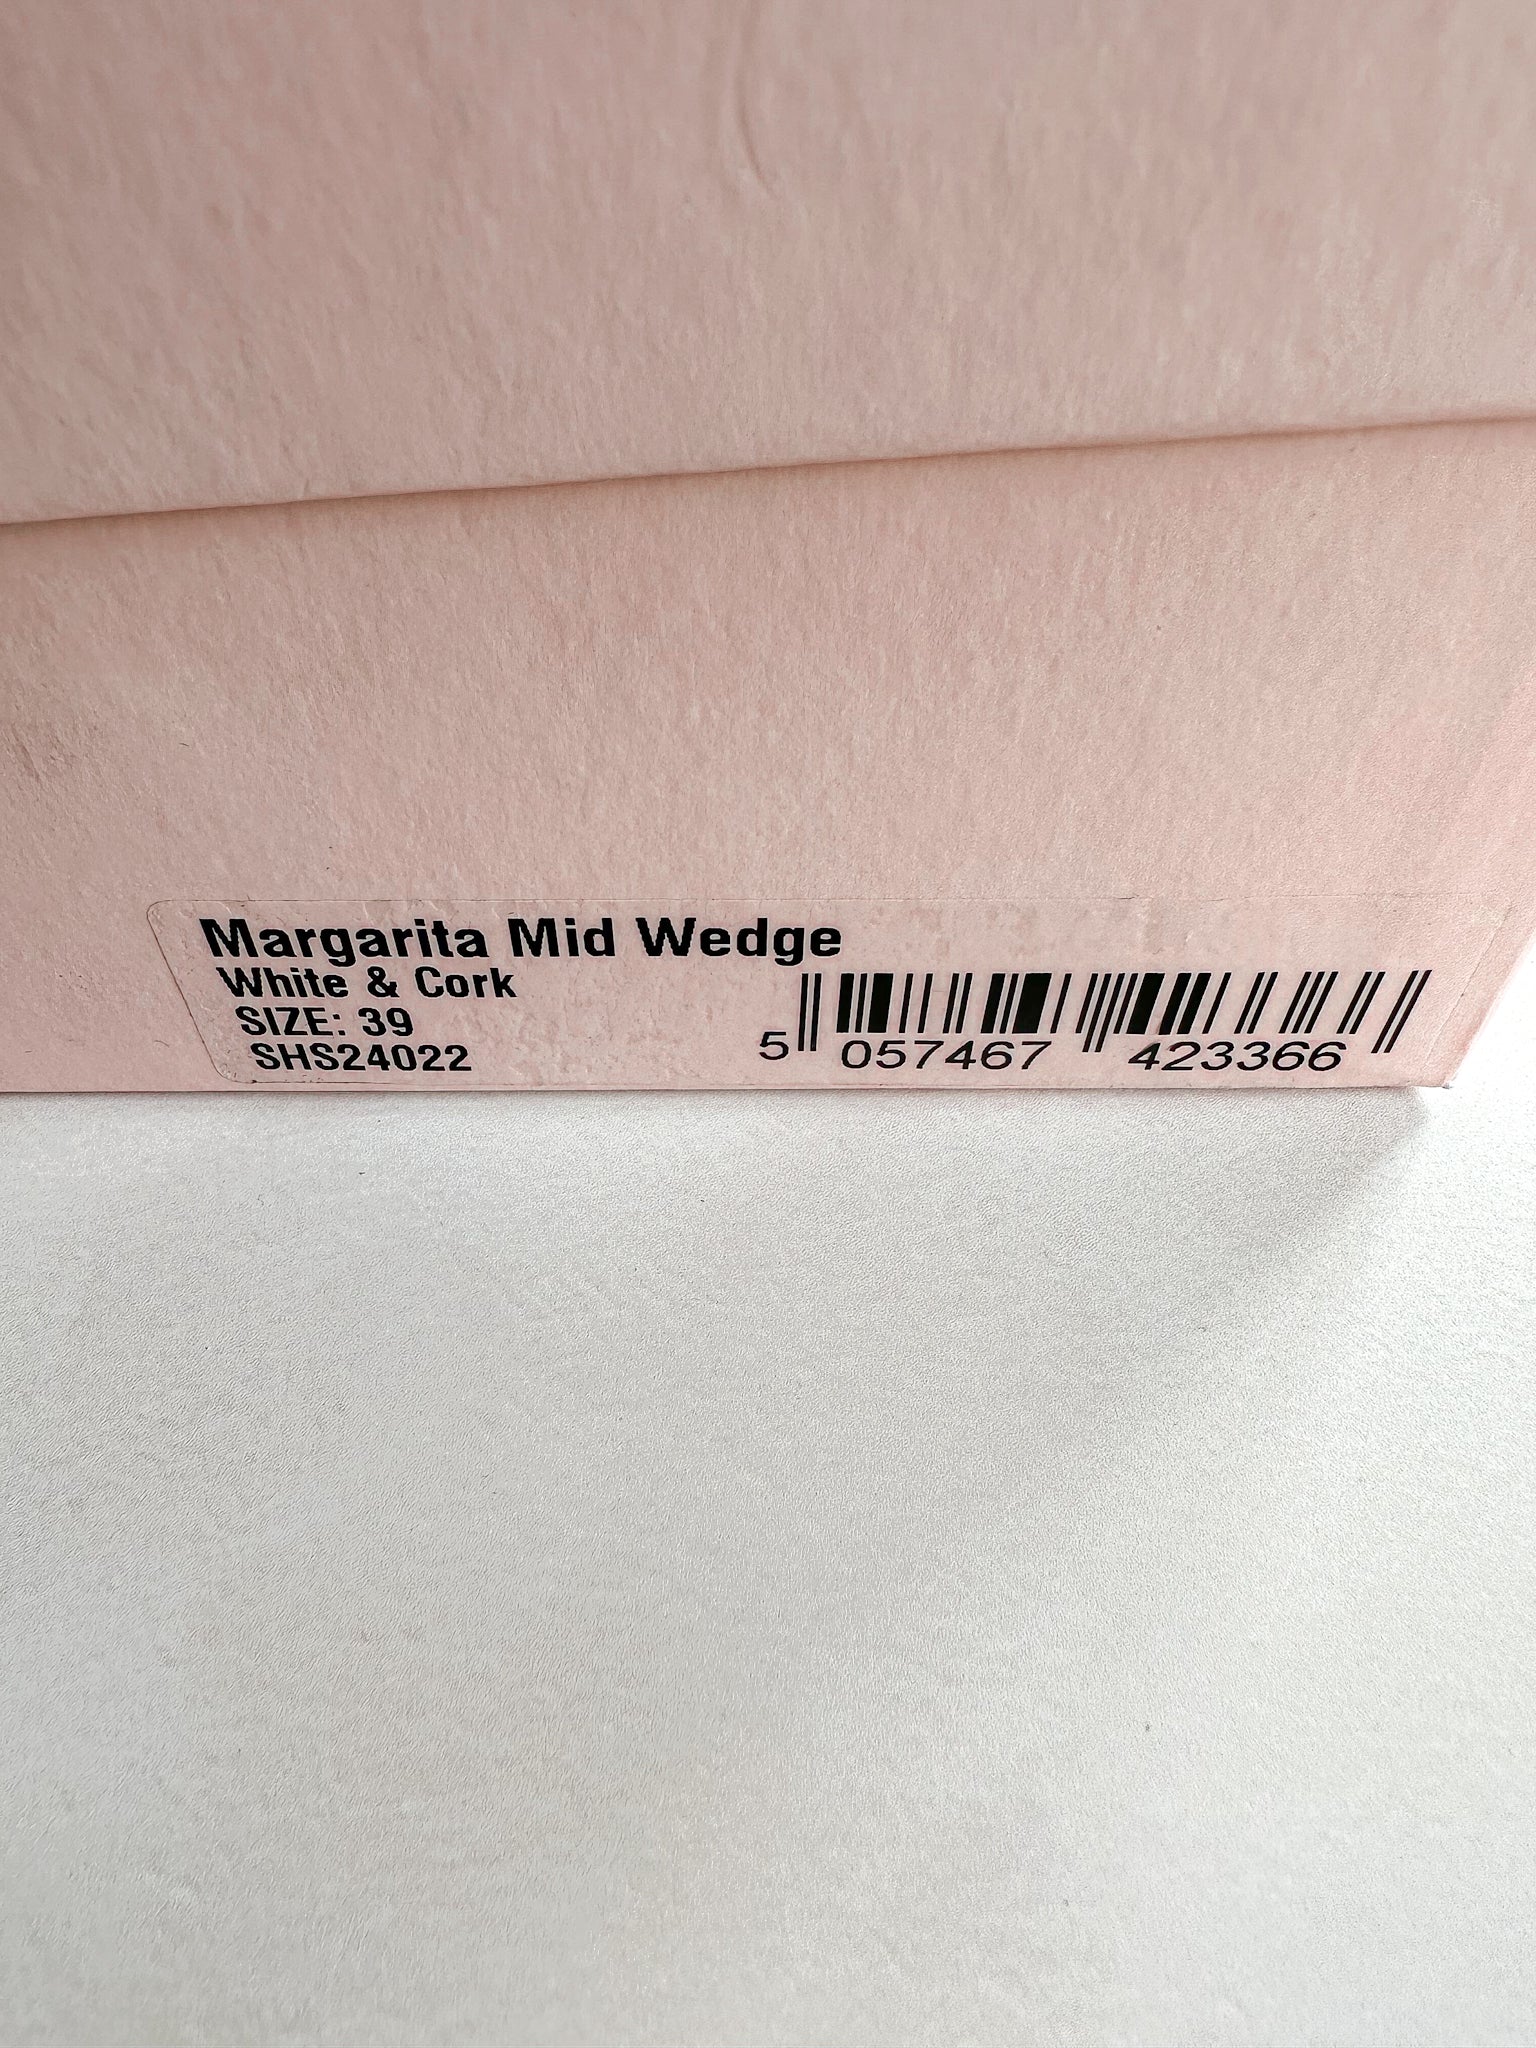 Margarita Mid Wedge
White & Cork
SIZE: 39
SHS24022
5 057467 423366